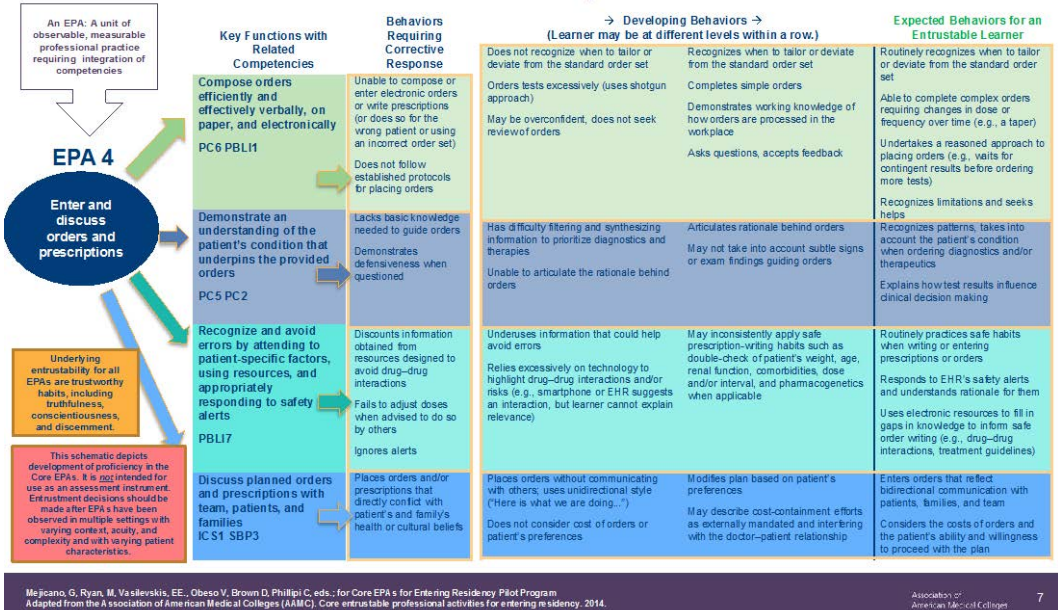 An EPA: A unit of
observable, measurable
professional practice
requiring integration of
competencies
EPA 4
Enter and
discuss
orders and
prescriptions
Underlying
entrustability for all
EPAs are trustworthy
habits, including
truthfulness,
conscientiousness,
and discernment.
This schematic depicts
development of proficiency in the
Core EPAs. It is not intended for
use as an assessment instrument.
Entrustment decisions should be
made after EPAs have been
observed in multiple settings with
varying context, acuity, and
complexity and with varying patient
characteristics.
Key Functions with
Related
Competencies
Behaviors
Requiring
Corrective
Response
→ Developing Behaviors →
(Learner may be at different levels within a row.)
Expected Behaviors for an
Entrustable Learner
Compose orders
efficiently and
effectively verbally, on
paper, and electronically
PC6 PBLI1
Unable to compose or
enter electronic orders
or write prescriptions
(or does so for the
wrong patient or using
an incorrect order set)
Does not follow
established protocols
for placing orders
Does not recognize when to tailor or
deviate from the standard order set
Orders tests excessively (uses shotgun
approach)
May be overconfident, does not seek
review of orders
Recognizes when to tailor or deviate
from the standard order set
Completes simple orders
Demonstrates working knowledge of
how orders are processed in the
workplace
Asks questions, accepts feedback
Routinely recognizes when to tailor
or deviate from the standard order
set
Able to complete complex orders
requiring changes in dose or
frequency over time (e.g., a taper)
Undertakes a reasoned approach to
placing orders (e.g., waits for
contingent results before ordering
more tests)
Recognizes limitations and seeks
helps
Demonstrate an
understanding of the
patient's condition that
underpins the provided
orders
PC5 PC2
Lacks basic knowledge
needed to guide orders
Demonstrates
defensiveness when
questioned
Has difficulty filtering and synthesizing
information to prioritize diagnostics and
therapies
Unable to articulate the rationale behind
orders
Articulates rationale behind orders
May not take into account subtle signs
or exam findings guiding orders
Recognizes patterns, takes into
account the patient's condition
when ordering diagnostics and/or
therapeutics
Explains how test results influence
clinical decision making
Recognize and avoid
errors by attending to
patient-specific factors,
using resources, and
appropriately
responding to safety
alerts
PBLI7
Discounts information
obtained from
resources designed to
avoid drug–drug
interactions
Fails to adjust doses
when advised to do so
by others
Ignores alerts
Underuses information that could help
avoid errors
Relies excessively on technology to
highlight drug–drug interactions and/or
risks (e.g., smartphone or EHR suggests
an interaction, but learner cannot explain
relevance)
May inconsistently apply safe
prescription-writing habits such as
double-check of patient's weight, age,
renal function, comorbidities, dose
and/or interval, and pharmacogenetics
when applicable
Routinely practices safe habits
when writing or entering
prescriptions or orders
Responds to EHR's safety alerts
and understands rationale for them
Uses electronic resources to fill in
gaps in knowledge to inform safe
order writing (e.g., drug–drug
interactions, treatment guidelines)
Discuss planned orders
and prescriptions with
team, patients, and
families
ICS1 SBP3
Places orders and/or
prescriptions that
directly conflict with
patient's and family's
health or cultural beliefs
Places orders without communicating
with others; uses unidirectional style
("Here is what we are doing...")
Does not consider cost of orders or
patient's preferences
Modifies plan based on patient's
preferences
May describe cost-containment efforts
as externally mandated and interfering
with the doctor–patient relationship
Enters orders that reflect
bidirectional communication with
patients, families, and team
Considers the costs of orders and
the patient's ability and willingness
to proceed with the plan
Mejicano, G, Ryan, M, Vasilevskis, EE., Obeso V, Brown D, Phillipi C, eds.; for Core EPAs for Entering Residency Pilot Program
Adapted from the Association of American Medical Colleges (AAMC). Core entrustable professional activities for entering residency. 2014.
Association of
American Medical Colleges
7